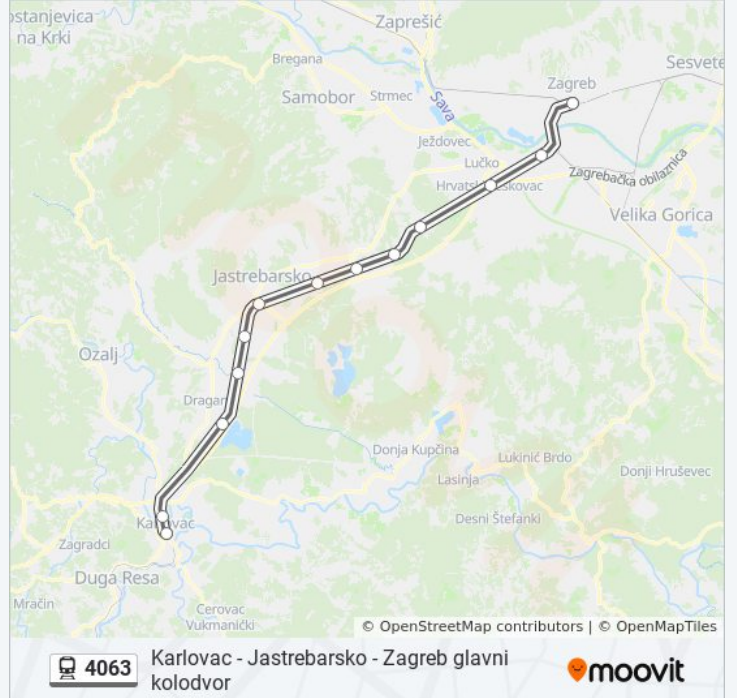 ostanjevica
na Krki
Zaprešić
Bregana
Sesvete
Samobor
Strmec
Zagreb
Sava
Ježdovec
Lučko
Zagrebačka obilaznica
Velika Gorica
Jastrebarsko
Ozalj
Dragan
Donja Kupčina
Lukinić Brdo
Lasinja
Donji Hruševec
Desni Štefanki
Karlovac
Zagradci
Duga Resa
Mračin
Cerovac
Vukmanićki
© OpenStreetMap contributors | © OpenMapTiles
4063
Karlovac - Jastrebarsko - Zagreb glavni
kolodvor
moovit